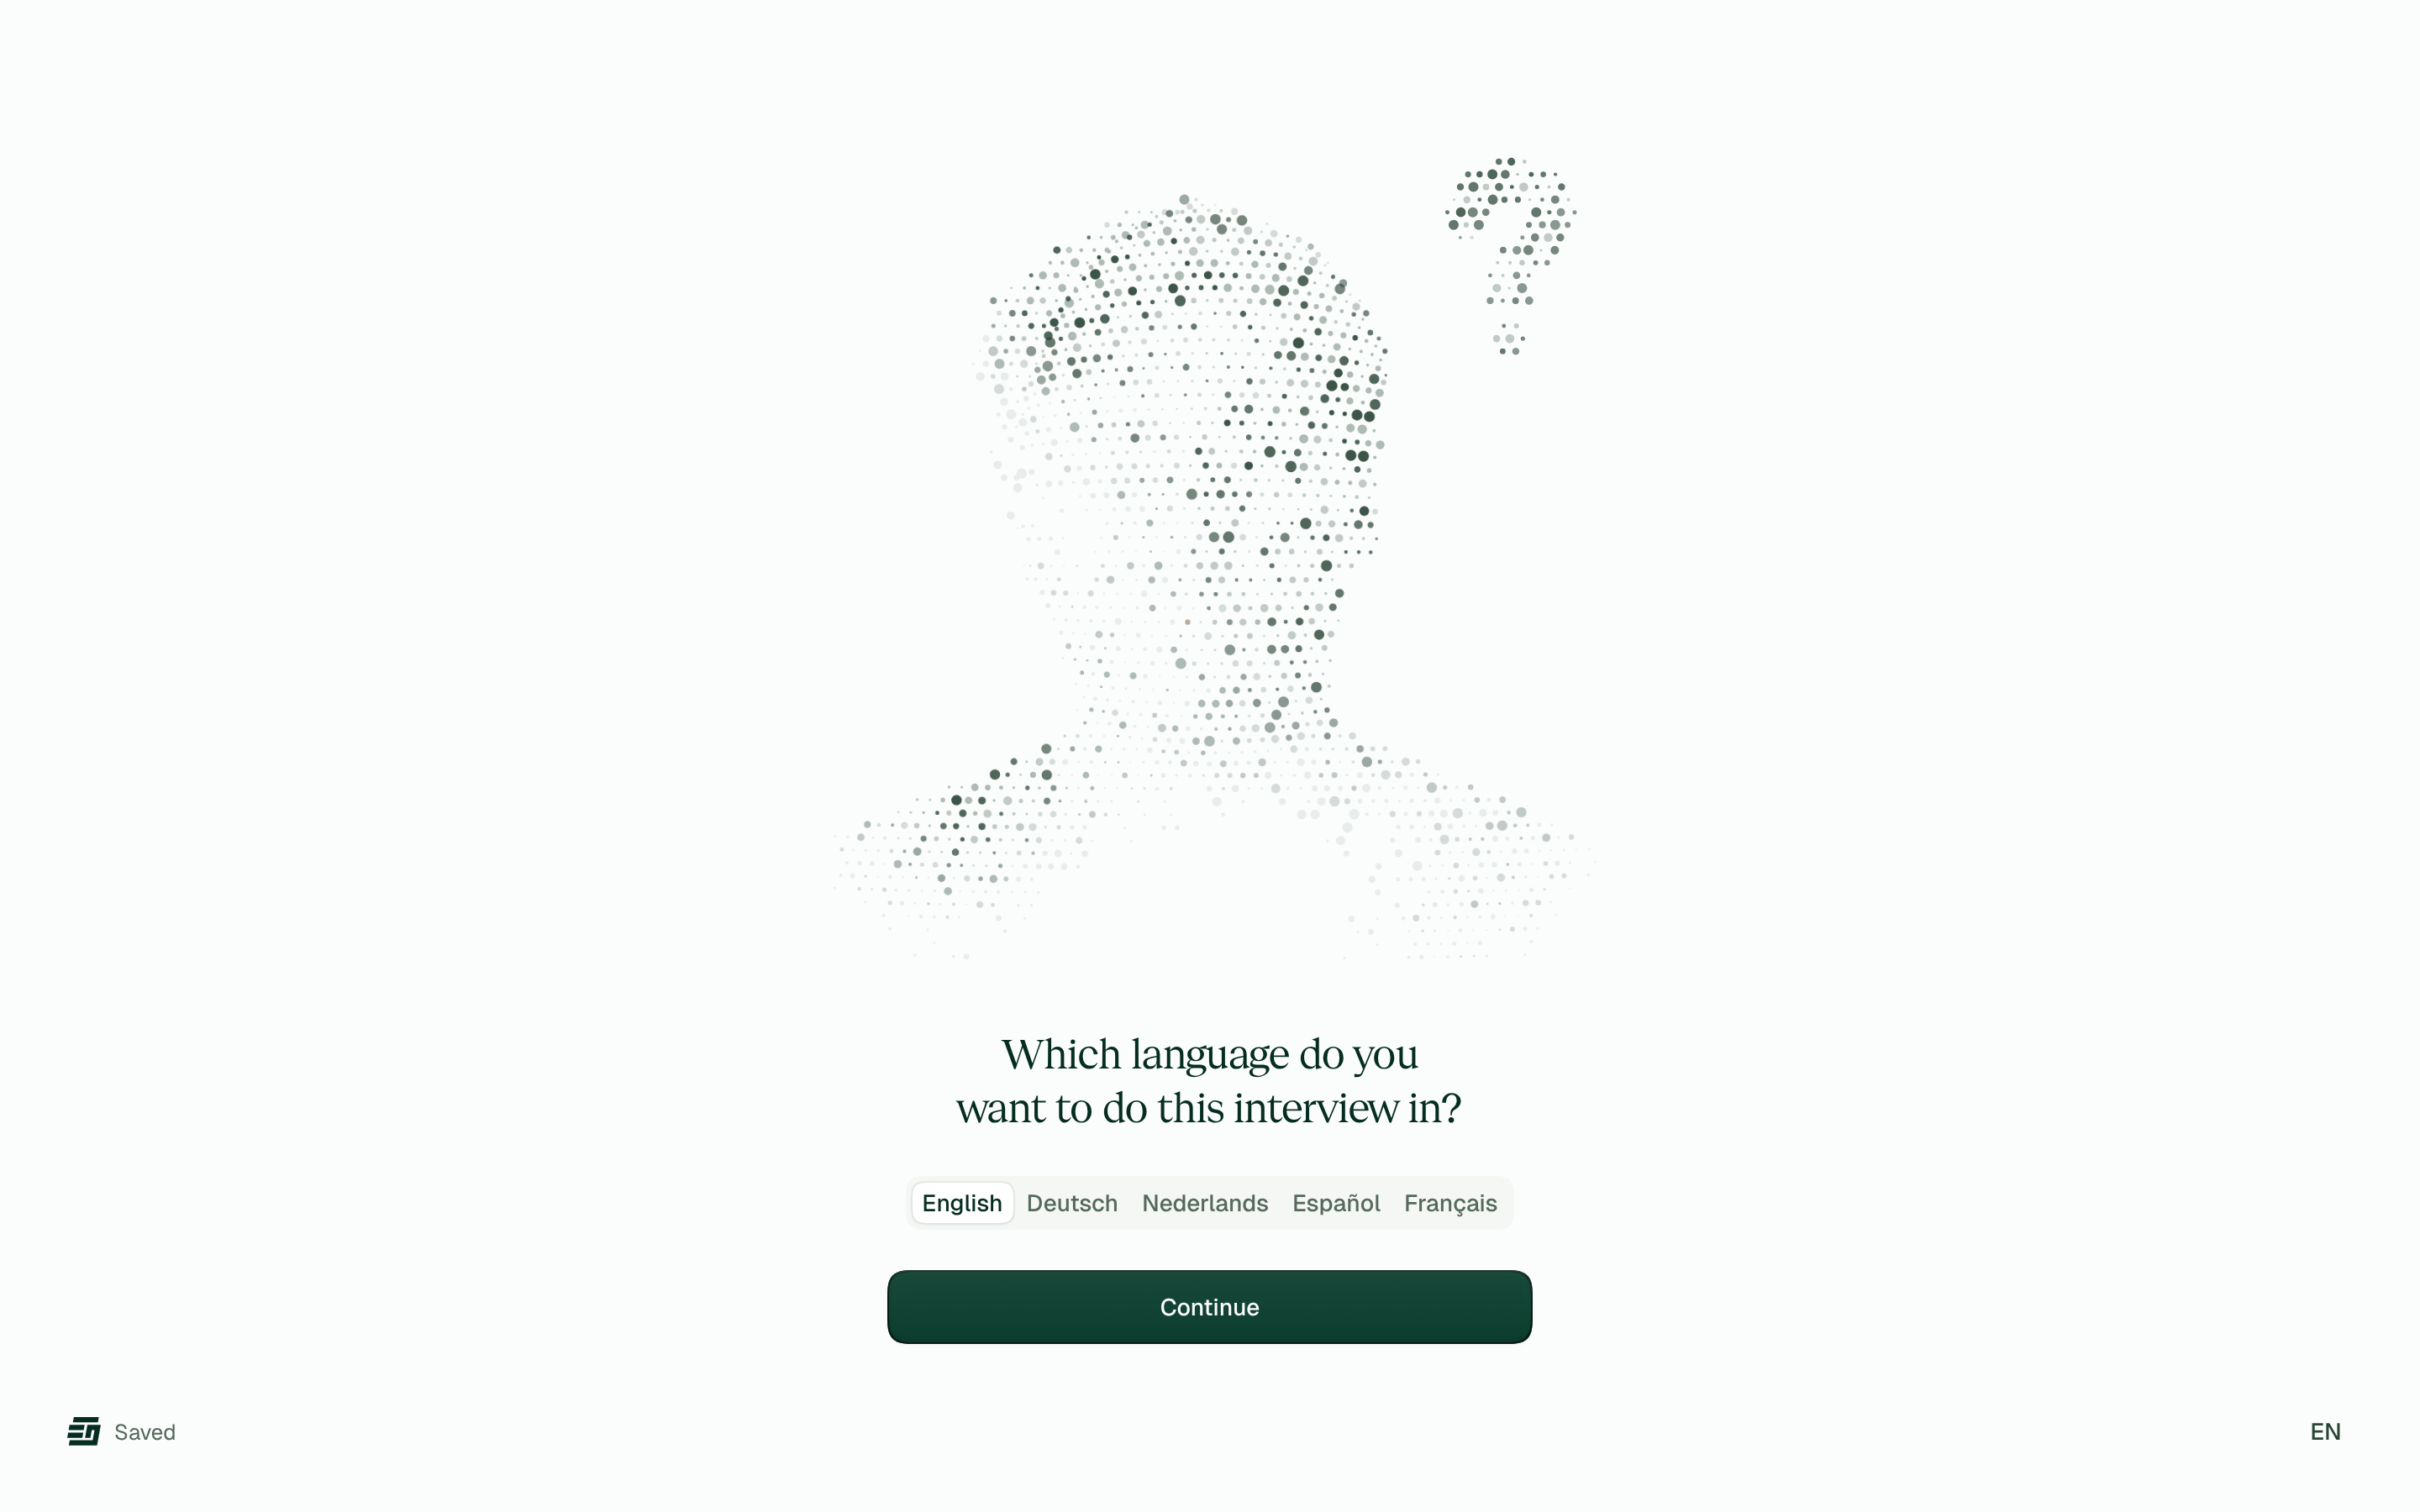 Which language do you
want to do this interview in?
English Deutsch Nederlands Español Français
Continue
Saved
EN